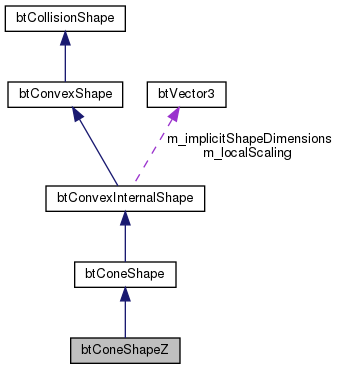 btCollisionShape
btConvexShape
btVector3
m_implicitShapeDimensions
m_localScaling
btConvexInternalShape
btConeShape
btConeShapeZ